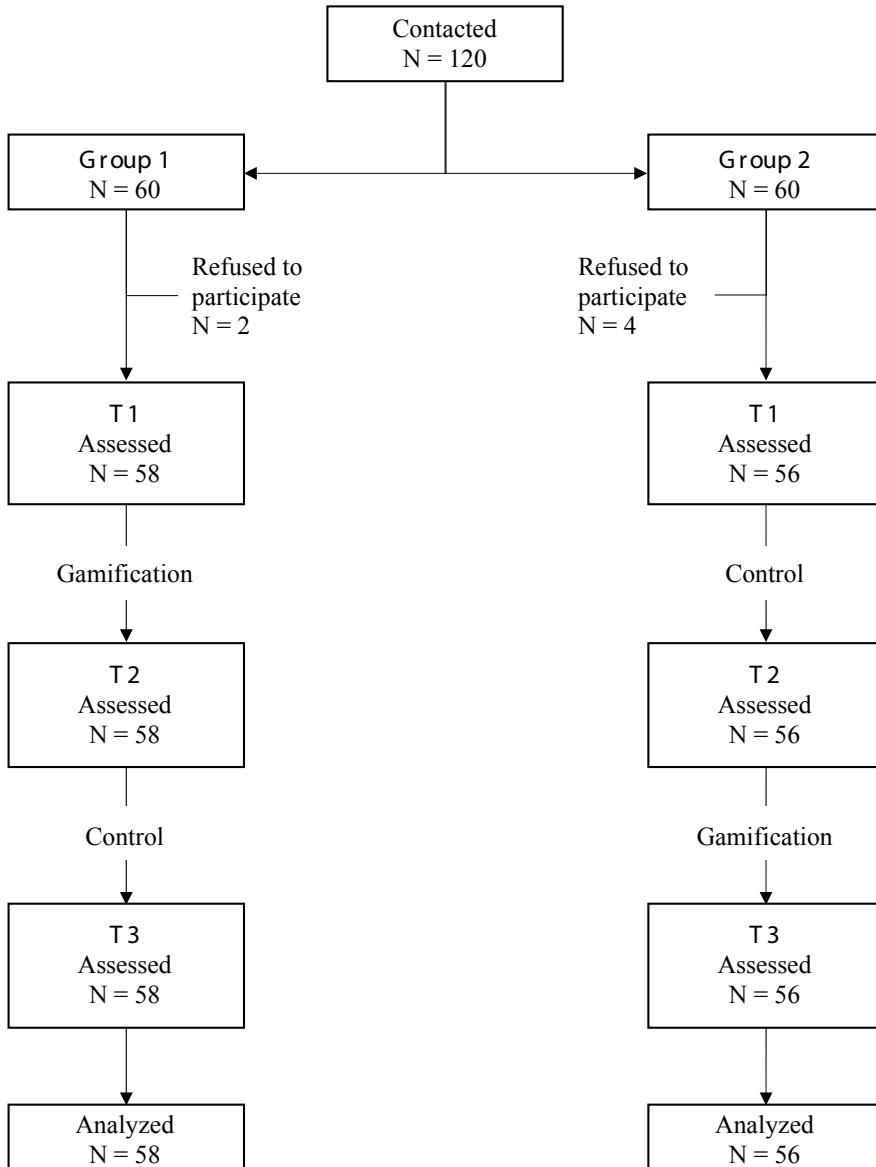 Contacted
N = 120
Group 1
N = 60
Group 2
N = 60
Refused to
participate
N = 2
Refused to
participate
N = 4
T1
Assessed
N = 58
T1
Assessed
N = 56
Gamification
Control
T2
Assessed
N = 58
T2
Assessed
N = 56
Control
Gamification
T3
Assessed
N = 58
T3
Assessed
N = 56
Analyzed
N = 58
Analyzed
N = 56